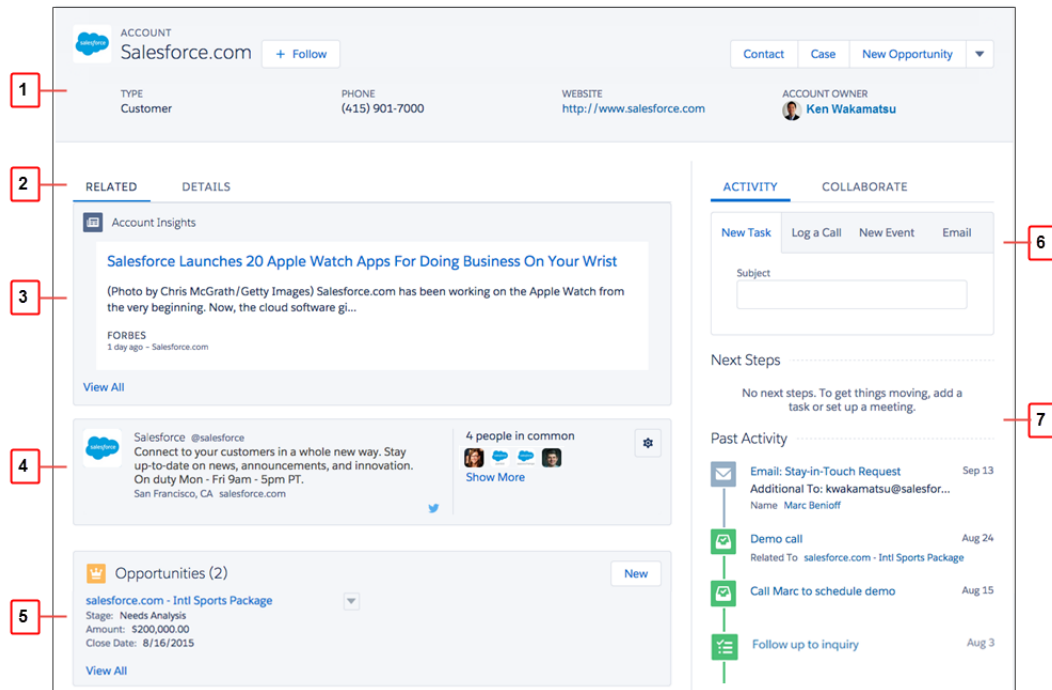 salesforce
ACCOUNT
Salesforce.com
+ Follow
Contact
Case
New Opportunity
1
TYPE
Customer
PHONE
(415) 901-7000
WEBSITE
http://www.salesforce.com
ACCOUNT OWNER
Ken Wakamatsu
2
RELATED
DETAILS
Account Insights
3
Salesforce Launches 20 Apple Watch Apps For Doing Business On Your Wrist
(Photo by Chris McGrath/Getty Images) Salesforce.com has been working on the Apple Watch from
the very beginning. Now, the cloud software gi...
FORBES
1 day ago – Salesforce.com
View All
4
salesforce
Salesforce @salesforce
Connect to your customers in a whole new way. Stay
up-to-date on news, announcements, and innovation.
On duty Mon - Fri 9am - 5pm PT.
San Francisco, CA salesforce.com
4 people in common
Show More
5
Opportunities (2)
New
salesforce.com - Intl Sports Package
Stage: Needs Analysis
Amount: $200,000.00
Close Date: 8/16/2015
View All
ACTIVITY
COLLABORATE
6
New Task
Log a Call
New Event
Email
Subject
7
Next Steps
No next steps. To get things moving, add a
task or set up a meeting.
Past Activity
Email: Stay-in-Touch Request
Sep 13
Additional To: kwakamatsu@salesfor...
Name Marc Benioff
Demo call
Aug 24
Related To salesforce.com - Intl Sports Package
Call Marc to schedule demo
Aug 15
Follow up to inquiry
Aug 3